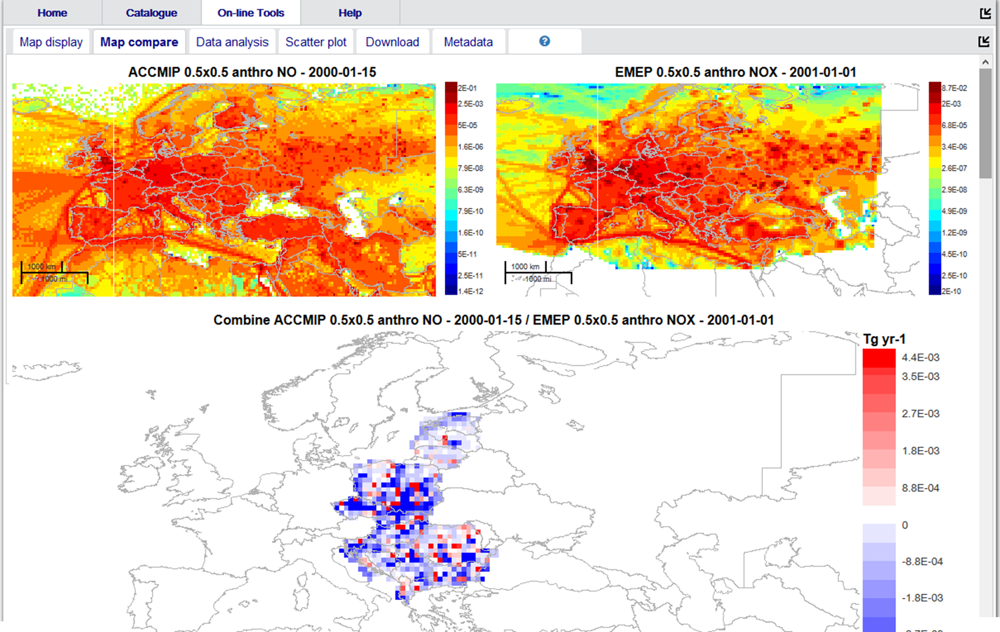 Home Catalogue On-line Tools Help
Map display Map compare Data analysis Scatter plot Download Metadata ?
ACCMIP 0.5x0.5 anthro NO - 2000-01-15
2E-01
2.5E-03
5E-05
1.6E-06
7.9E-08
6.3E-09
7.9E-10
1.6E-10
5E-11
2.5E-11
1.4E-12
1000 km
1000 mi
EMEP 0.5x0.5 anthro NOX - 2001-01-01
8.7E-02
2E-03
6.8E-05
3.4E-06
2.6E-07
2.9E-08
4.9E-09
1.2E-09
4.5E-10
2.5E-10
2E-10
1000 km
1000 mi
Combine ACCMIP 0.5x0.5 anthro NO - 2000-01-15 / EMEP 0.5x0.5 anthro NOX - 2001-01-01
Tg yr-1
4.4E-03
3.5E-03
2.7E-03
1.8E-03
8.8E-04
0
-8.8E-04
-1.8E-03